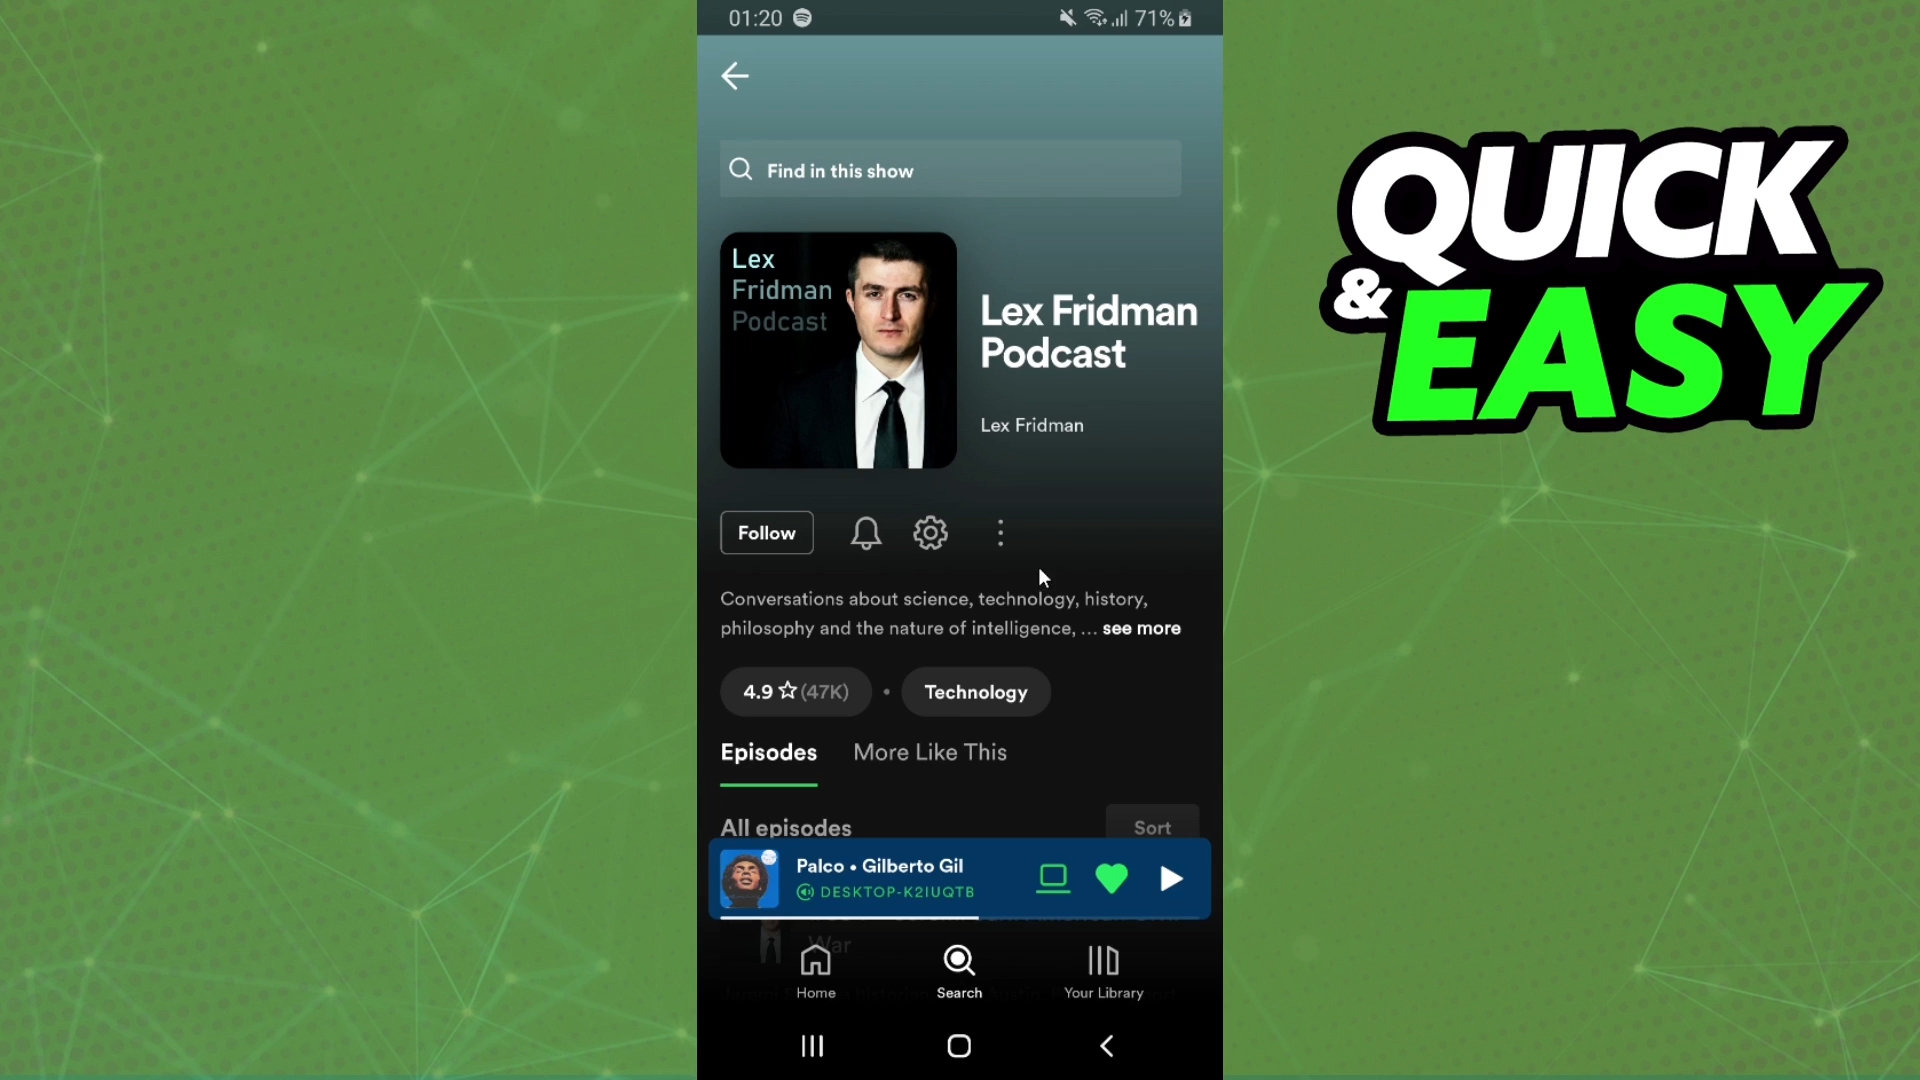 01:20
71%
QUICK
& EASY
Find in this show
Lex
Fridman
Podcast
Lex Fridman
Podcast
Lex Fridman
Follow
Conversations about science, technology, history,
philosophy and the nature of intelligence, ... see more
4.9 ☆ (47K) • Technology
Episodes
More Like This
All episodes
Sort
Palco • Gilberto Gil
DESKTOP-K2IUQTB
War
Home
Search
Your Library